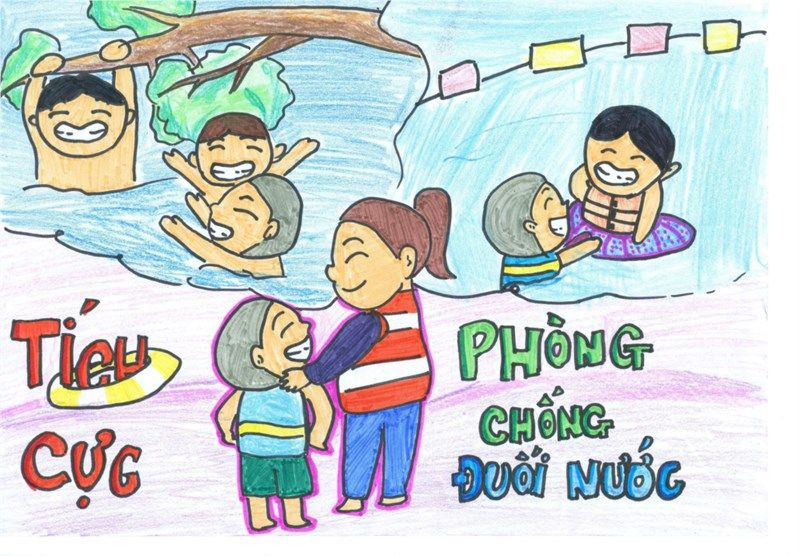 TÍCH
CỰC
PHÒNG
CHỐNG
ĐUỐI NƯỚC